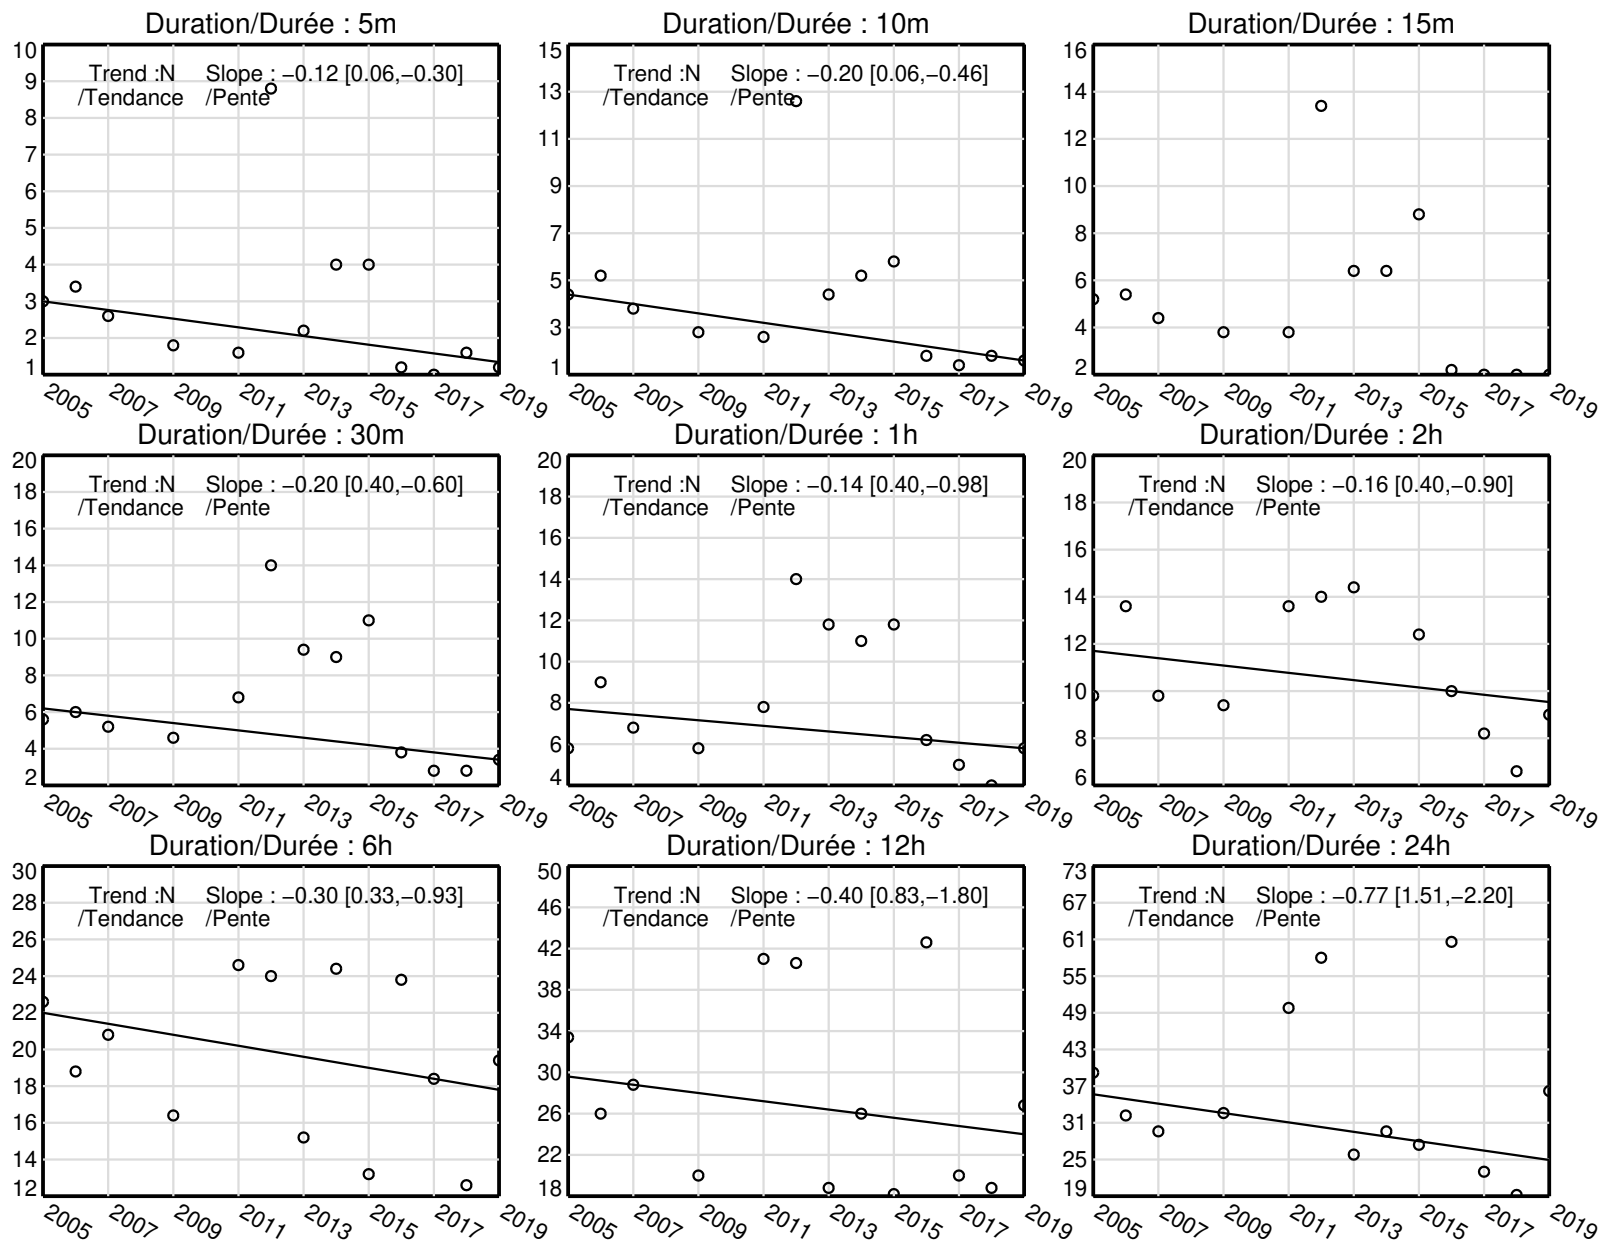 Duration/Durée : 5m
10
9
8
7
6
5
4
3
2
1
Trend :N Slope : −0.12 [0.06,−0.30]
/Tendance /Pente
2005 2007 2009 2011 2013 2015 2017 2019
Duration/Durée : 10m
15
13
11
9
7
5
3
1
Trend :N Slope : −0.20 [0.06,−0.46]
/Tendance /Pente
2005 2007 2009 2011 2013 2015 2017 2019
Duration/Durée : 15m
16
14
12
10
8
6
4
2
2005 2007 2009 2011 2013 2015 2017 2019
Duration/Durée : 30m
20
18
16
14
12
10
8
6
4
2
Trend :N Slope : −0.20 [0.40,−0.60]
/Tendance /Pente
2005 2007 2009 2011 2013 2015 2017 2019
Duration/Durée : 1h
20
18
16
14
12
10
8
6
4
Trend :N Slope : −0.14 [0.40,−0.98]
/Tendance /Pente
2005 2007 2009 2011 2013 2015 2017 2019
Duration/Durée : 2h
20
18
16
14
12
10
8
6
Trend :N Slope : −0.16 [0.40,−0.90]
/Tendance /Pente
2005 2007 2009 2011 2013 2015 2017 2019
Duration/Durée : 6h
30
28
26
24
22
20
18
16
14
12
Trend :N Slope : −0.30 [0.33,−0.93]
/Tendance /Pente
2005 2007 2009 2011 2013 2015 2017 2019
Duration/Durée : 12h
50
46
42
38
34
30
26
22
18
Trend :N Slope : −0.40 [0.83,−1.80]
/Tendance /Pente
2005 2007 2009 2011 2013 2015 2017 2019
Duration/Durée : 24h
73
67
61
55
49
43
37
31
25
19
Trend :N Slope : −0.77 [1.51,−2.20]
/Tendance /Pente
2005 2007 2009 2011 2013 2015 2017 2019